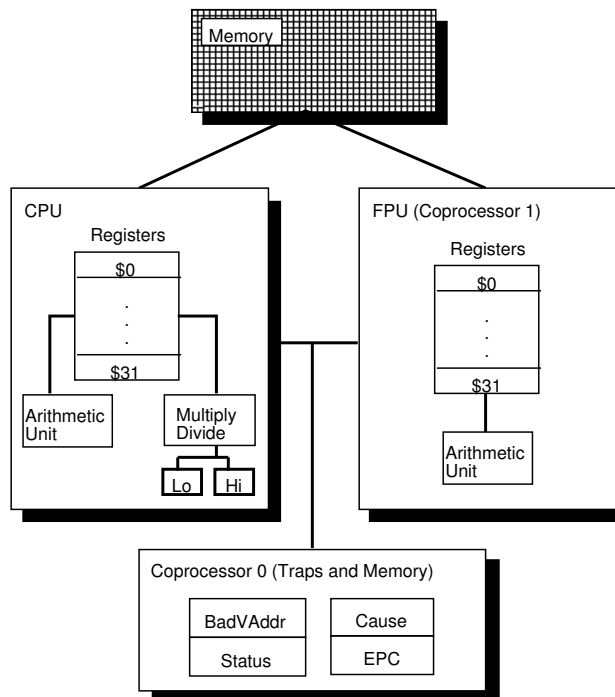 Memory
CPU
Registers
$0
.
.
.
$31
Arithmetic
Unit
Multiply
Divide
Lo
Hi
FPU (Coprocessor 1)
Registers
$0
.
.
.
$31
Arithmetic
Unit
Coprocessor 0 (Traps and Memory)
BadVAddr
Cause
Status
EPC